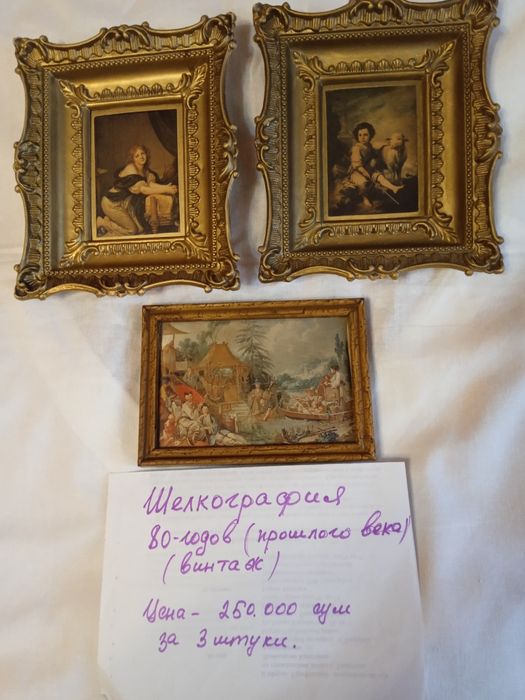 Шелкография
80-годов (прошлого века)
(винтаж)
Цена - 250.000 сум
за 3 штуки.